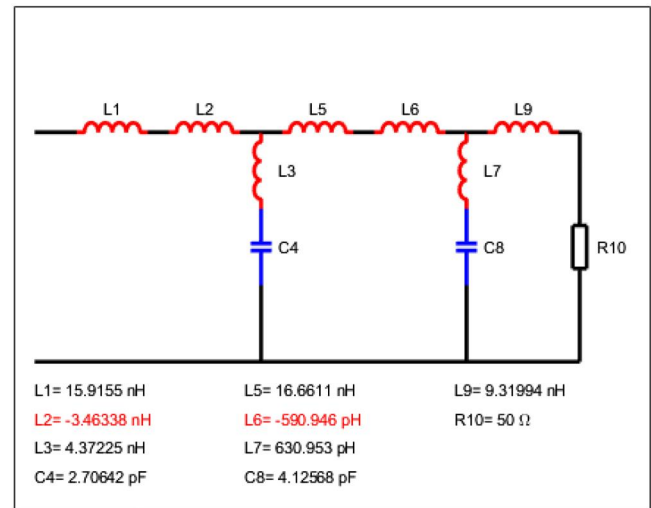 L1 L2 L5 L6 L9
L3 L7
C4 C8 R10
L1= 15.9155 nH L5= 16.6611 nH L9= 9.31994 nH
L2= -3.46338 nH L6= -590.946 pH R10= 50 Ω
L3= 4.37225 nH L7= 630.953 pH
C4= 2.70642 pF C8= 4.12568 pF